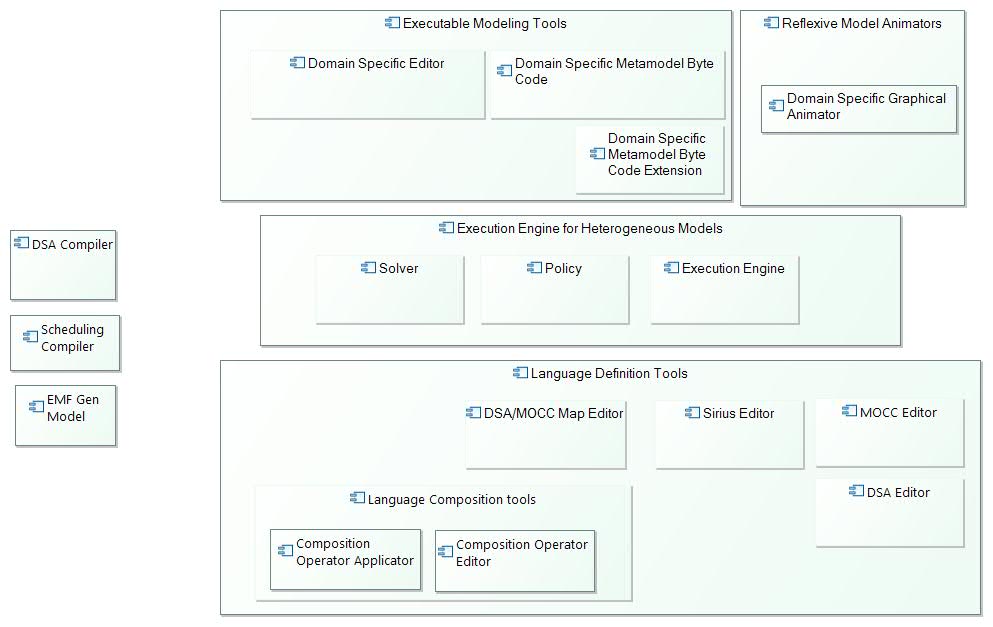 Executable Modeling Tools
Domain Specific Editor
Domain Specific Metamodel Byte
Code
Domain Specific
Metamodel Byte
Code Extension
Reflexive Model Animators
Domain Specific Graphical
Animator
DSA Compiler
Scheduling
Compiler
EMF Gen
Model
Execution Engine for Heterogeneous Models
Solver
Policy
Execution Engine
Language Definition Tools
DSA/MOCC Map Editor
Sirius Editor
MOCC Editor
DSA Editor
Language Composition tools
Composition
Operator Applicator
Composition Operator
Editor